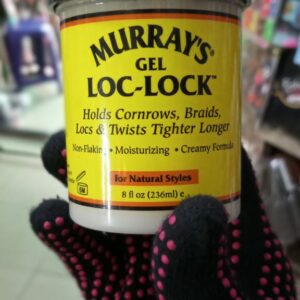 MURRAY'S®
GEL
LOC-LOCK™
Holds Cornrows, Braids,
Locs & Twists Tighter Longer
Non-Flaking • Moisturizing • Creamy Formula
for Natural Styles
8 fl oz (236ml) e